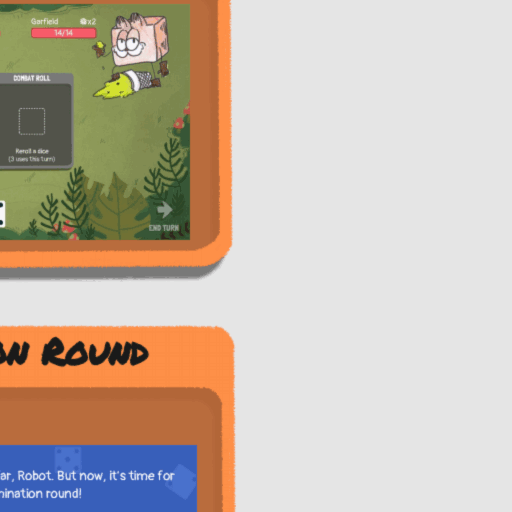 Garfield x2
14/14
COMBAT ROLL
Reroll a dice
(3 uses this turn)
END TURN
ON ROUND
ar, Robot. But now, it's time for
mination round!